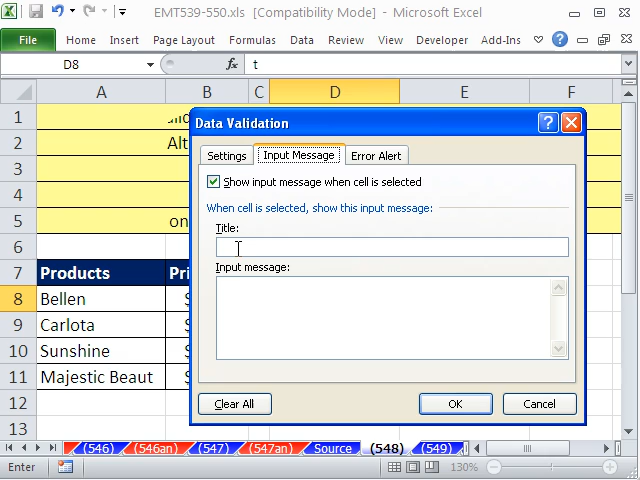 EMT539-550.xls [Compatibility Mode] - Microsoft Excel
File Home Insert Page Layout Formulas Data Review View Developer Add-Ins
D8 fx t
A B C D E F
1
2 Alt
3
4
5 on
6
7 Products Pri
8 Bellen $
9 Carlota $
10 Sunshine $
11 Majestic Beaut $
12
13
Data Validation
Settings Input Message Error Alert
Show input message when cell is selected
When cell is selected, show this input message:
Title:
Input message:
Clear All OK Cancel
(546) (546an) (547) (547an) Source (548) (549)
Enter 130%